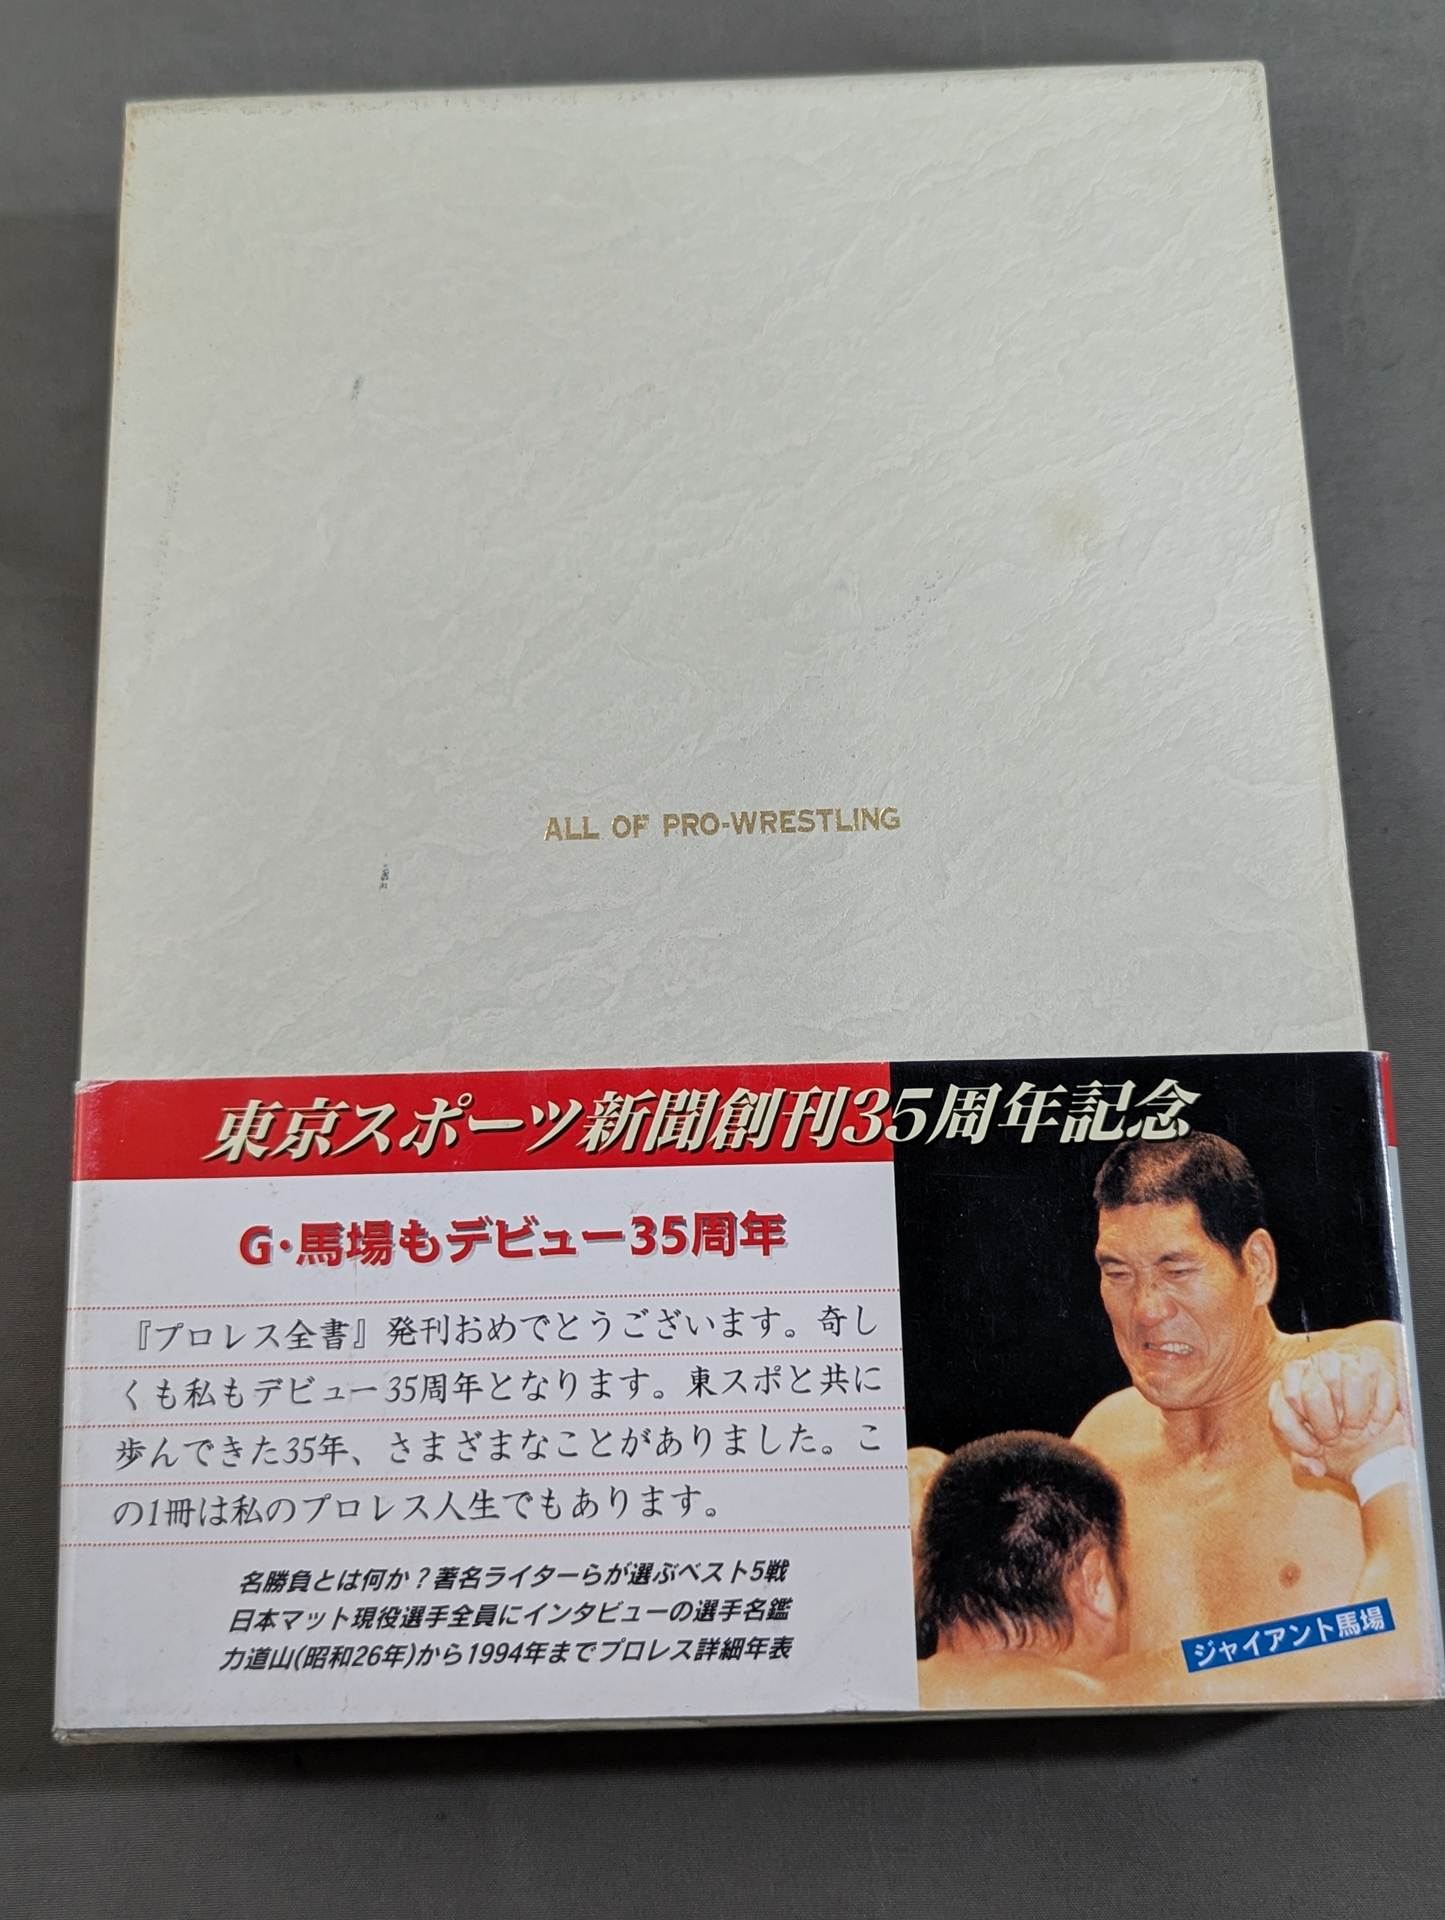 ALL OF PRO-WRESTLING
東京スポーツ新聞創刊35周年記念
G・馬場もデビュー35周年
『プロレス全書』発刊おめでとうございます。奇し
くも私もデビュー35周年となります。東スポと共に
歩んできた35年、さまざまなことがありました。こ
の1冊は私のプロレス人生でもあります。
名勝負とは何か？著名ライターらが選ぶベスト5戦
日本マット現役選手全員にインタビューの選手名鑑
力道山(昭和26年)から1994年までプロレス詳細年表
ジャイアント馬場